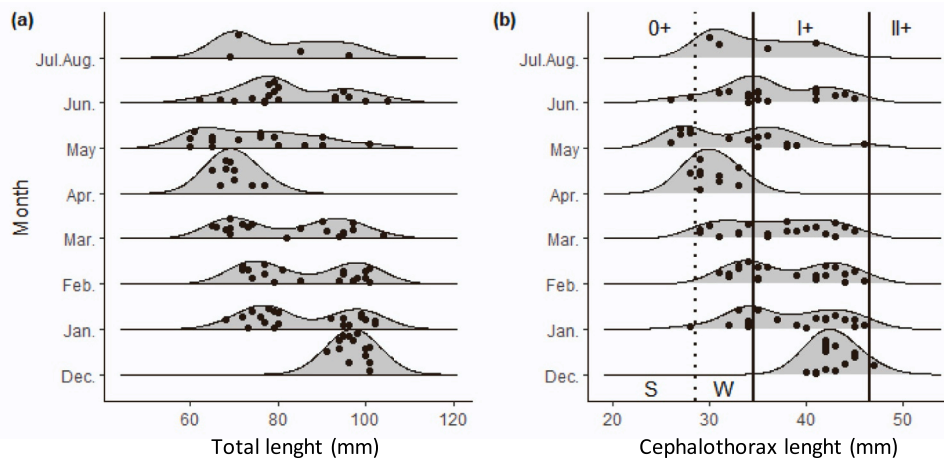 (a)
Month
Jul.Aug.
Jun.
May
Apr.
Mar.
Feb.
Jan.
Dec.
60 80 100 120
Total lenght (mm)
(b)
0+ I+ II+
Jul.Aug.
Jun.
May
Apr.
Mar.
Feb.
Jan.
Dec.
S W
20 30 40 50
Cephalothorax lenght (mm)